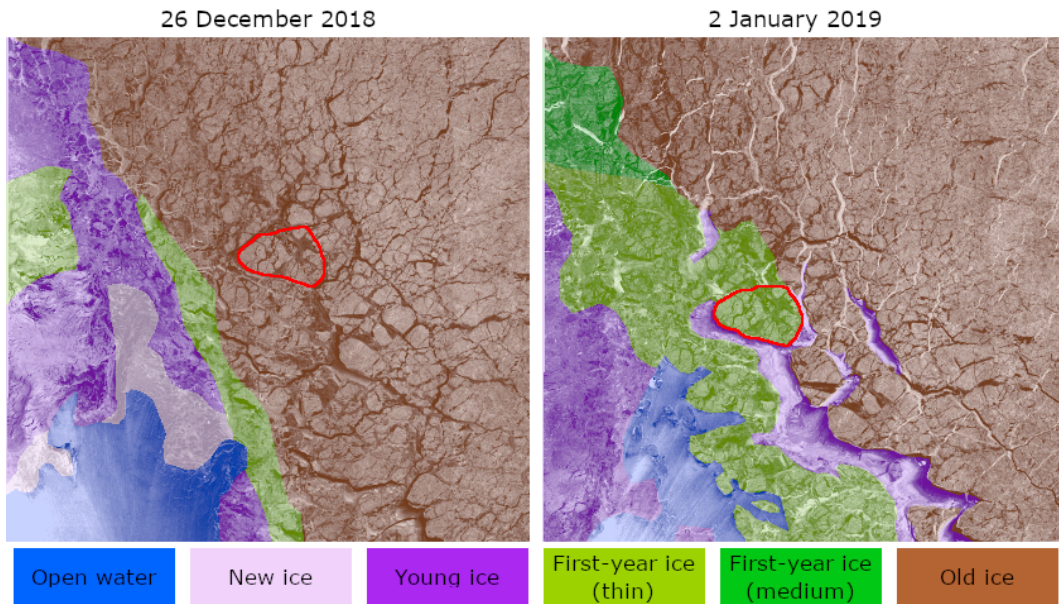 26 December 2018
2 January 2019
Open water
New ice
Young ice
First-year ice
(thin)
First-year ice
(medium)
Old ice